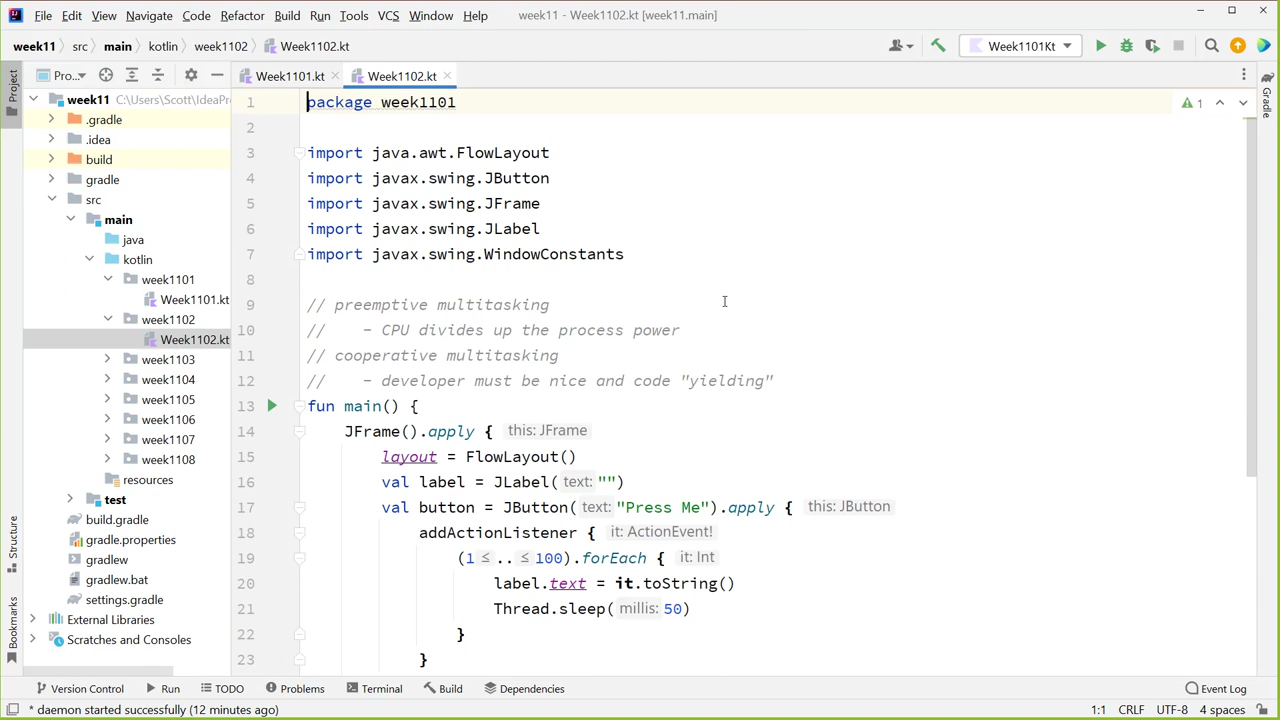 File Edit View Navigate Code Refactor Build Run Tools VCS Window Help week11 - Week1102.kt [week11.main]
week11 src main kotlin week1102 Week1102.kt Week1101Kt
Project
Pro... Week1101.kt Week1102.kt
Gradle
week11 C:\Users\Scott\IdeaPr
.gradle
.idea
build
gradle
src
main
java
kotlin
week1101
Week1101.kt
week1102
Week1102.kt
week1103
week1104
week1105
week1106
week1107
week1108
resources
test
build.gradle
gradle.properties
gradlew
gradlew.bat
settings.gradle
External Libraries
Scratches and Consoles
Structure
Bookmarks
1 package week1101
2
3 import java.awt.FlowLayout
4 import javax.swing.JButton
5 import javax.swing.JFrame
6 import javax.swing.JLabel
7 import javax.swing.WindowConstants
8
9 // preemptive multitasking
10 // - CPU divides up the process power
11 // cooperative multitasking
12 // - developer must be nice and code "yielding"
13 fun main() {
14 JFrame().apply { this: JFrame
15 layout = FlowLayout()
16 val label = JLabel( text: "")
17 val button = JButton( text: "Press Me").apply { this: JButton
18 addActionListener { it: ActionEvent!
19 (1 ≤ .. ≤ 100).forEach { it: Int
20 label.text = it.toString()
21 Thread.sleep( millis: 50)
22 }
23 }
1
Version Control Run TODO Problems Terminal Build Dependencies Event Log
* daemon started successfully (12 minutes ago) 1:1 CRLF UTF-8 4 spaces